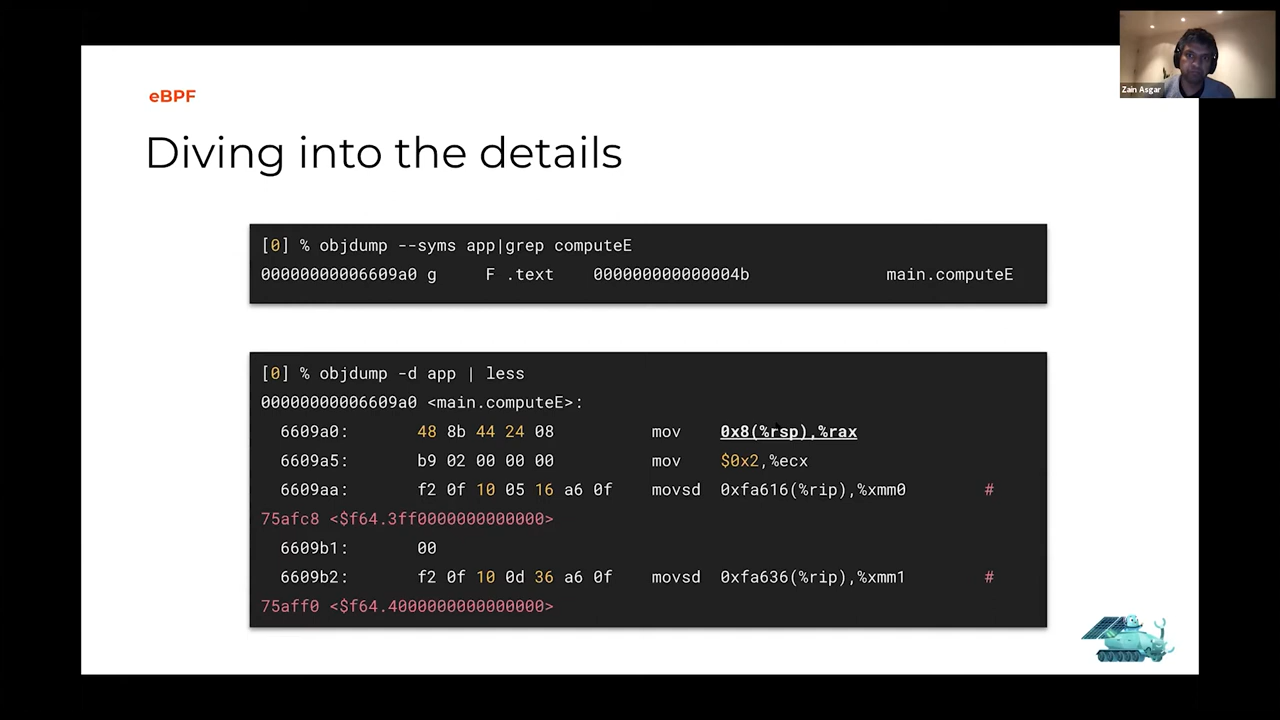 Zain Asgar
eBPF
Diving into the details
[0] % objdump --syms app|grep computeE
00000000006609a0 g     F .text    000000000000004b              main.computeE
[0] % objdump -d app | less
00000000006609a0 <main.computeE>:
  6609a0:       48 8b 44 24 08          mov    0x8(%rsp),%rax
  6609a5:       b9 02 00 00 00          mov    $0x2,%ecx
  6609aa:       f2 0f 10 05 16 a6 0f    movsd  0xfa616(%rip),%xmm0        #
75afc8 <$f64.3ff0000000000000>
  6609b1:       00
  6609b2:       f2 0f 10 0d 36 a6 0f    movsd  0xfa636(%rip),%xmm1        #
75aff0 <$f64.4000000000000000>